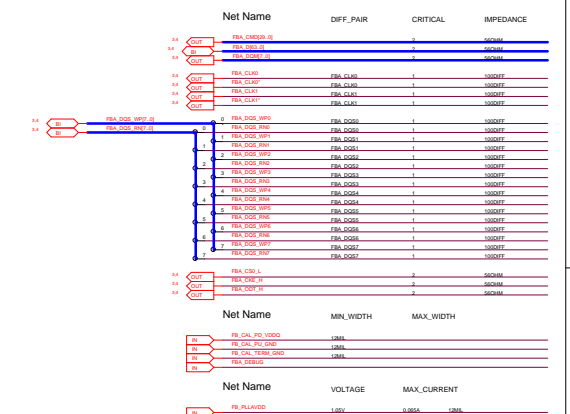 Net Name DIFF_PAIR CRITICAL IMPEDANCE
3,4 OUT FBA_CMD[29..0] 2 56OHM
3,4 BI FBA_D[63..0] 2 56OHM
3,4 OUT FBA_DQM[7..0] 2 56OHM
3,4 OUT FBA_CLK0 FBA_CLK0 1 100DIFF
3,4 OUT FBA_CLK0* FBA_CLK0 1 100DIFF
3,4 OUT FBA_CLK1 FBA_CLK1 1 100DIFF
3,4 OUT FBA_CLK1* FBA_CLK1 1 100DIFF
3,4 BI FBA_DQS_WP[7..0] 0 FBA_DQS_WP0 FBA_DQS0 1 100DIFF
3,4 BI FBA_DQS_RN[7..0] 0 FBA_DQS_RN0 FBA_DQS0 1 100DIFF
1 FBA_DQS_WP1 FBA_DQS1 1 100DIFF
1 FBA_DQS_RN1 FBA_DQS1 1 100DIFF
2 FBA_DQS_WP2 FBA_DQS2 1 100DIFF
2 FBA_DQS_RN2 FBA_DQS2 1 100DIFF
3 FBA_DQS_WP3 FBA_DQS3 1 100DIFF
3 FBA_DQS_RN3 FBA_DQS3 1 100DIFF
4 FBA_DQS_WP4 FBA_DQS4 1 100DIFF
4 FBA_DQS_RN4 FBA_DQS4 1 100DIFF
5 FBA_DQS_WP5 FBA_DQS5 1 100DIFF
5 FBA_DQS_RN5 FBA_DQS5 1 100DIFF
6 FBA_DQS_WP6 FBA_DQS6 1 100DIFF
6 FBA_DQS_RN6 FBA_DQS6 1 100DIFF
7 FBA_DQS_WP7 FBA_DQS7 1 100DIFF
7 FBA_DQS_RN7 FBA_DQS7 1 100DIFF
3,4 OUT FBA_CS0_L 2 56OHM
3,4 OUT FBA_CKE_H 2 56OHM
3,4 OUT FBA_ODT_H 2 56OHM
Net Name MIN_WIDTH MAX_WIDTH
IN FB_CAL_PD_VDDQ 12MIL
IN FB_CAL_PU_GND 12MIL
IN FB_CAL_TERM_GND 12MIL
IN FBA_DEBUG
Net Name VOLTAGE MAX_CURRENT
IN FB_PLLAVDD 1.05V 0.065A 12MIL